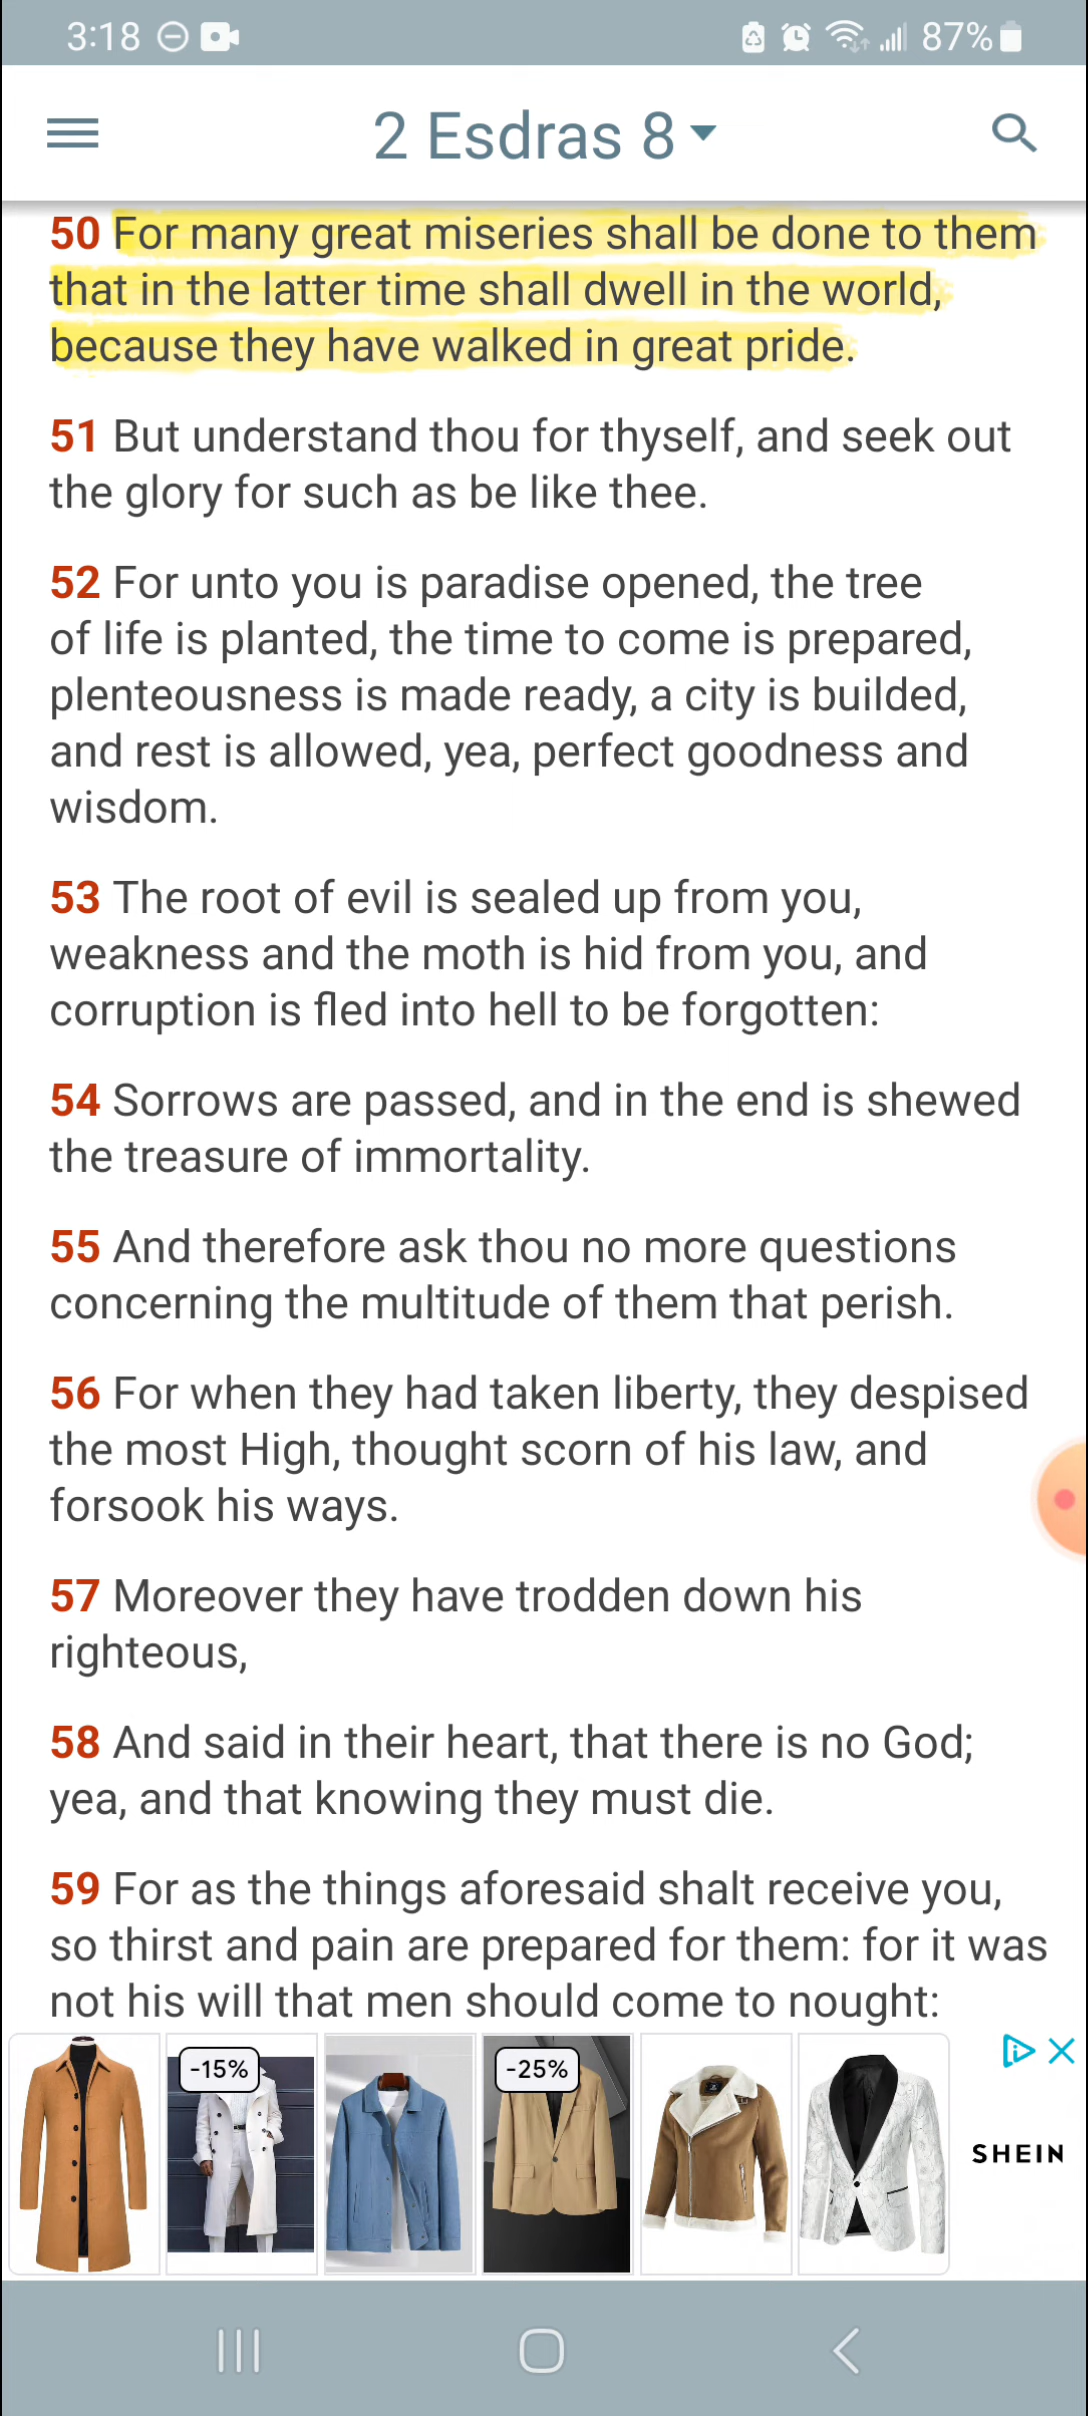 3:18
87%
2 Esdras 8
50 For many great miseries shall be done to them
that in the latter time shall dwell in the world,
because they have walked in great pride.
51 But understand thou for thyself, and seek out
the glory for such as be like thee.
52 For unto you is paradise opened, the tree
of life is planted, the time to come is prepared,
plenteousness is made ready, a city is builded,
and rest is allowed, yea, perfect goodness and
wisdom.
53 The root of evil is sealed up from you,
weakness and the moth is hid from you, and
corruption is fled into hell to be forgotten:
54 Sorrows are passed, and in the end is shewed
the treasure of immortality.
55 And therefore ask thou no more questions
concerning the multitude of them that perish.
56 For when they had taken liberty, they despised
the most High, thought scorn of his law, and
forsook his ways.
57 Moreover they have trodden down his
righteous,
58 And said in their heart, that there is no God;
yea, and that knowing they must die.
59 For as the things aforesaid shalt receive you,
so thirst and pain are prepared for them: for it was
not his will that men should come to nought:
-15%
-25%
SHEIN